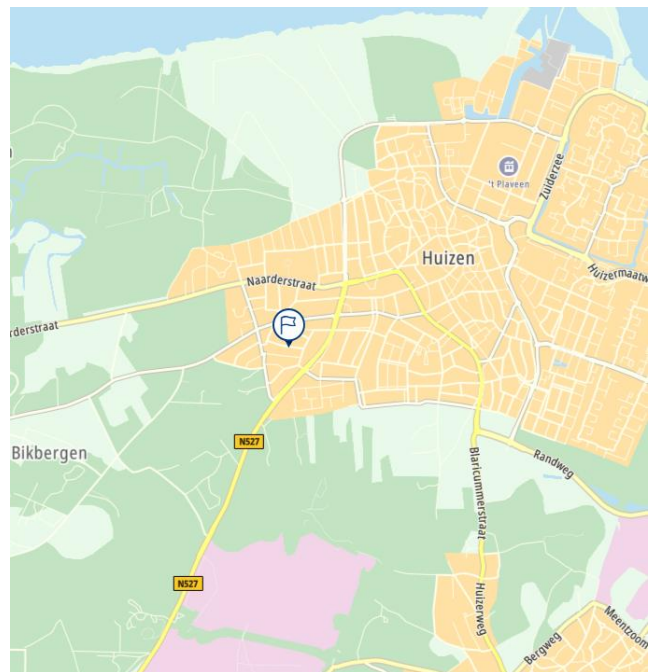 't Plaveen
Zuiderzee
Huizen
Huizermaatw
Naarderstraat
rderstraat
N527
Bikbergen
Randweg
Blaricummerstraat
N527
Huizerweg
Meentzoom
Bergweg